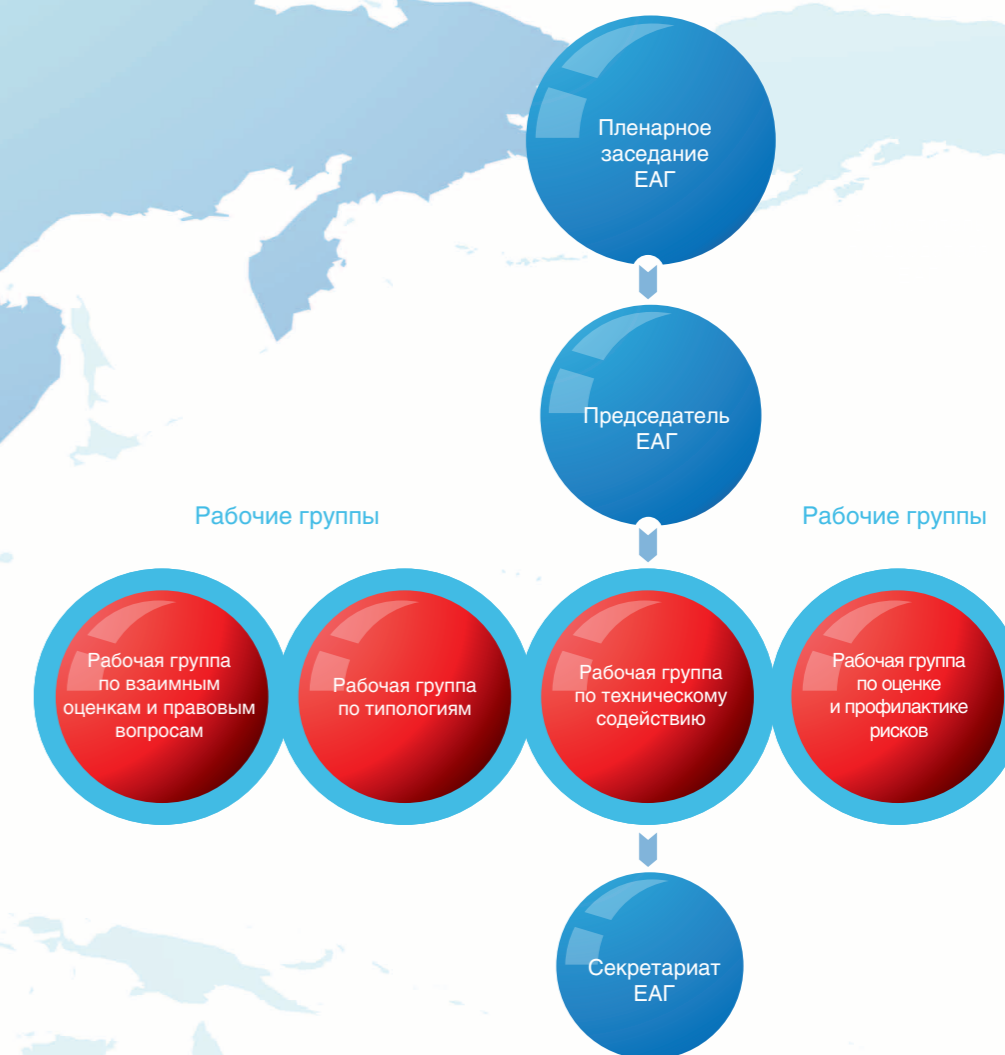 Пленарное
заседание
ЕАГ
Председатель
ЕАГ
Рабочие группы
Рабочие группы
Рабочая группа
по взаимным
оценкам и правовым
вопросам
Рабочая группа
по типологиям
Рабочая группа
по техническому
содействию
Рабочая группа
по оценке
и профилактике
рисков
Секретариат
ЕАГ